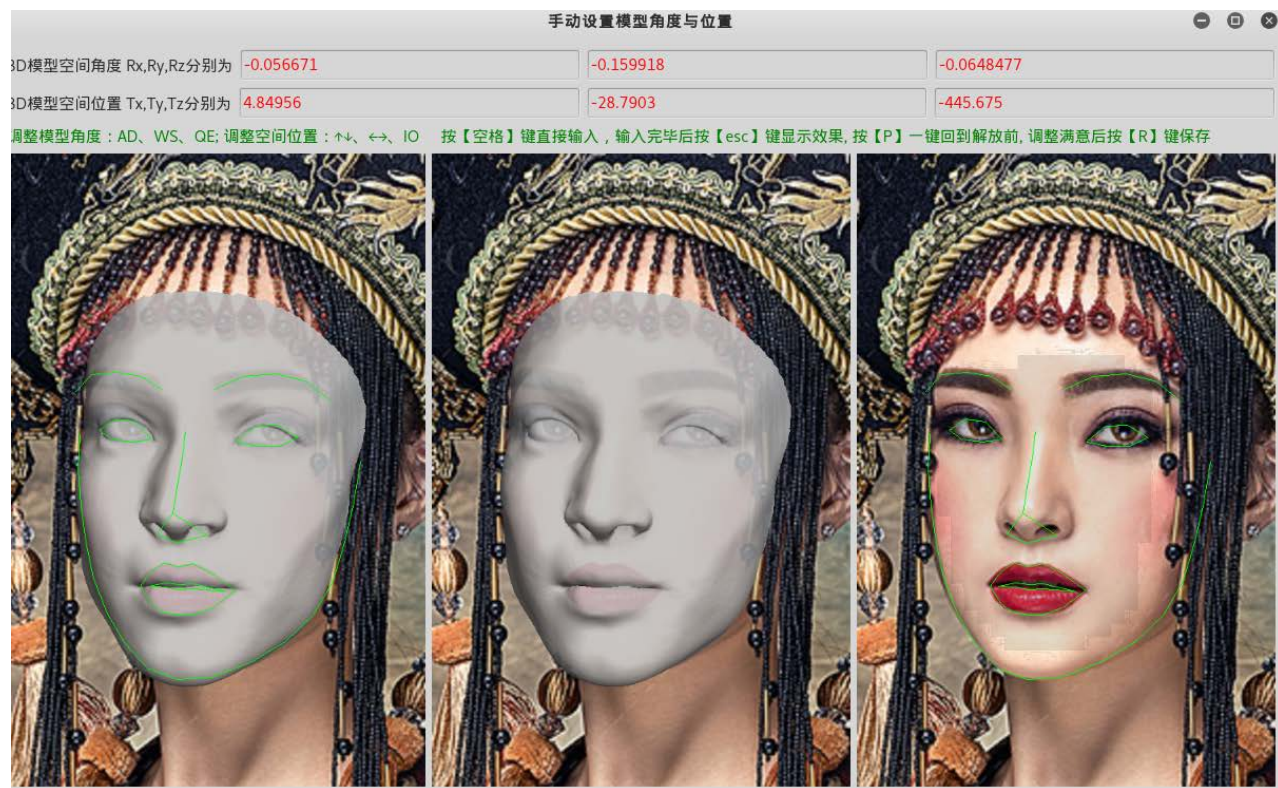 手动设置模型角度与位置
3D模型空间角度 Rx,Ry,Rz分别为 -0.056671 -0.159918 -0.0648477
3D模型空间位置 Tx,Ty,Tz分别为 4.84956 -28.7903 -445.675
调整模型角度：AD、WS、QE; 调整空间位置：↑↓、↔、IO 按【空格】键直接输入，输入完毕后按【esc】键显示效果, 按【P】一键回到解放前, 调整满意后按【R】键保存